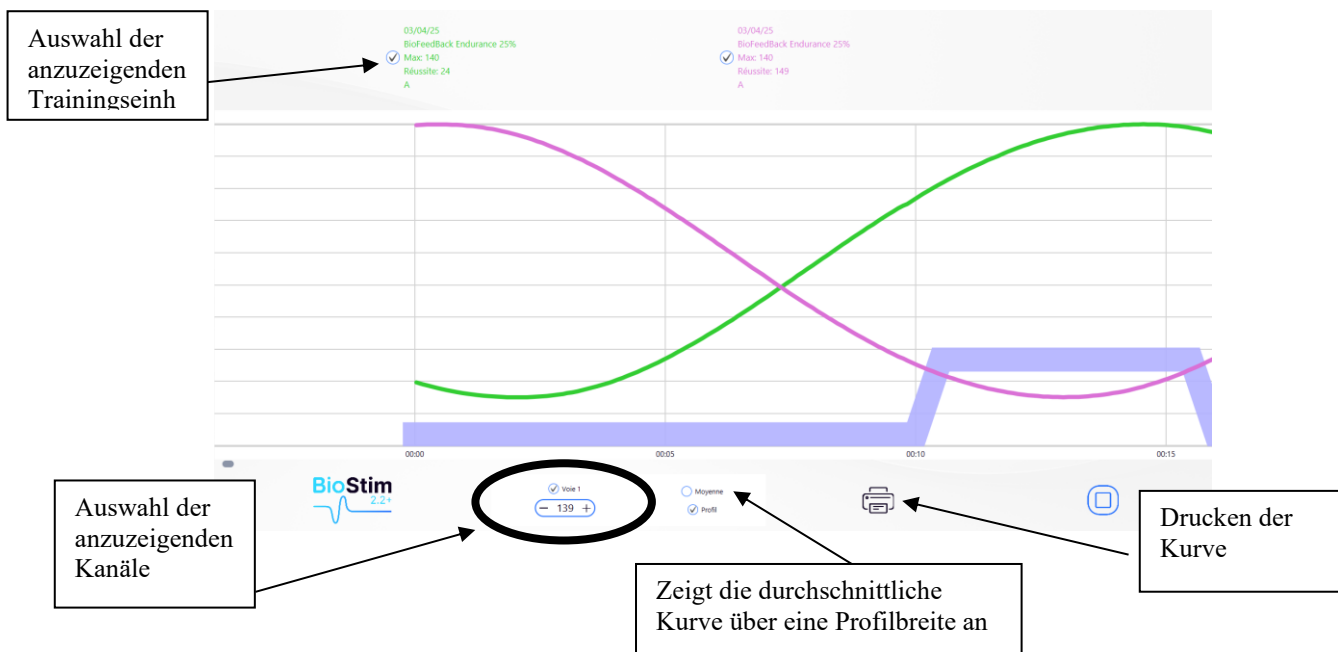 Auswahl der
anzuzeigenden
Trainingseinh
03/04/25
BioFeedBack Endurance 25%
Max: 140
Réussite: 24
A
03/04/25
BioFeedBack Endurance 25%
Max: 140
Réussite: 149
A
00:00
00:05
00:10
00:15
BioStim
2.2+
Voie 1
− 139 +
Moyenne
Profil
Auswahl der
anzuzeigenden
Kanäle
Zeigt die durchschnittliche
Kurve über eine Profilbreite an
Drucken der
Kurve